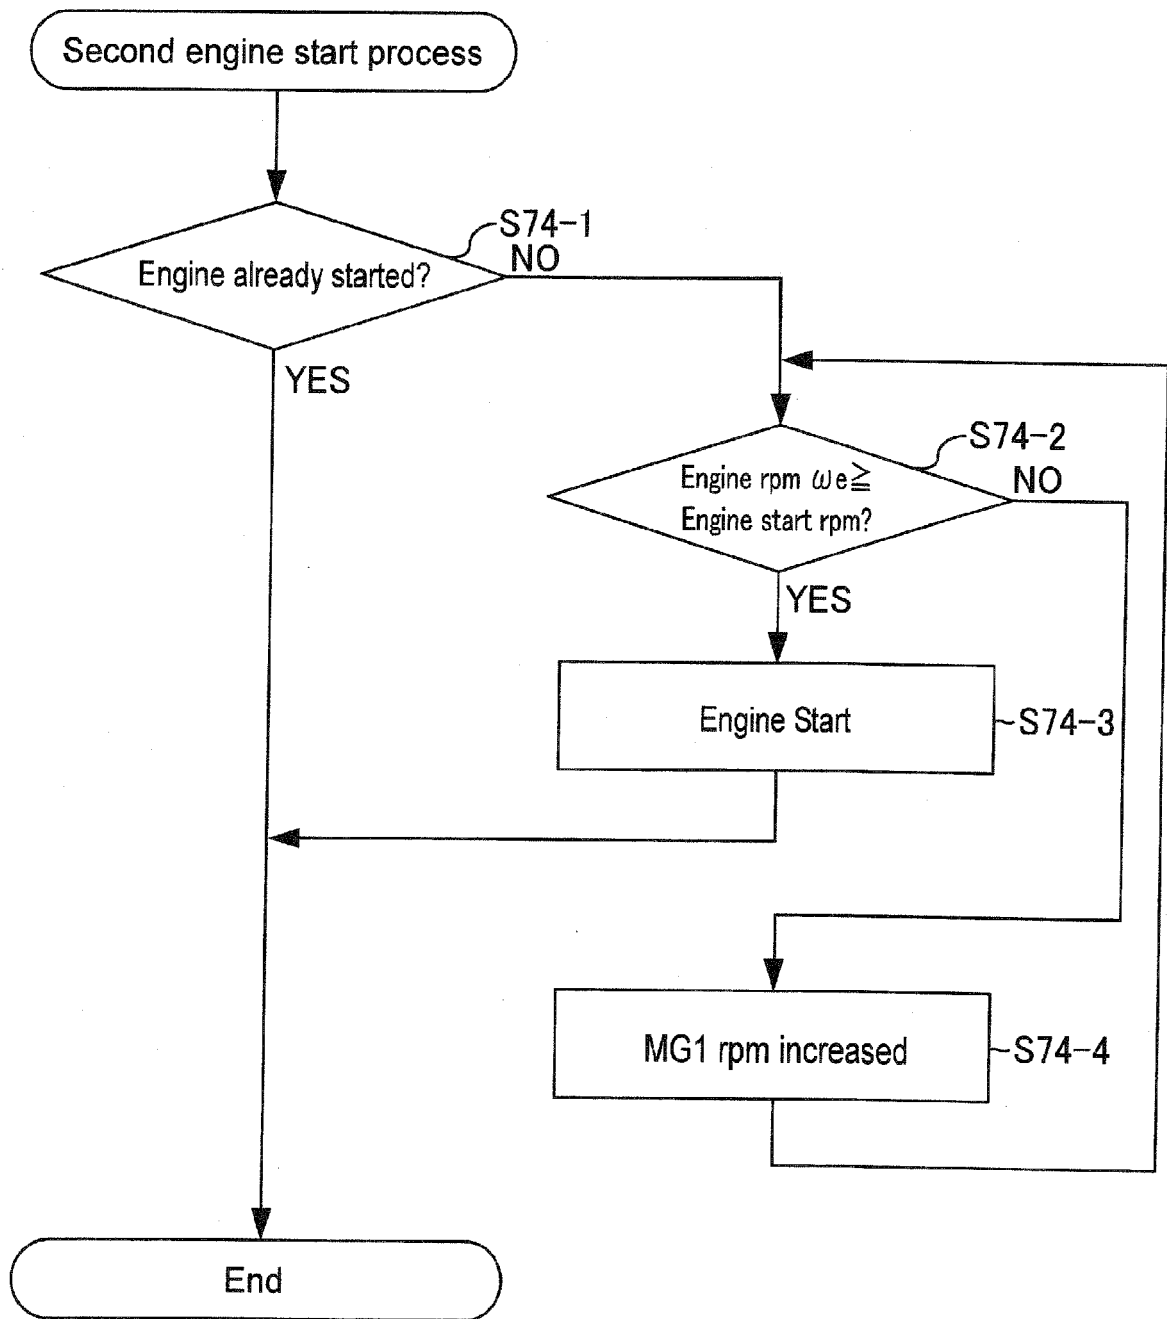 Second engine start process
S74-1
Engine already started?
NO
YES
S74-2
Engine rpm ωe≧
Engine start rpm?
NO
YES
Engine Start
S74-3
MG1 rpm increased
S74-4
End